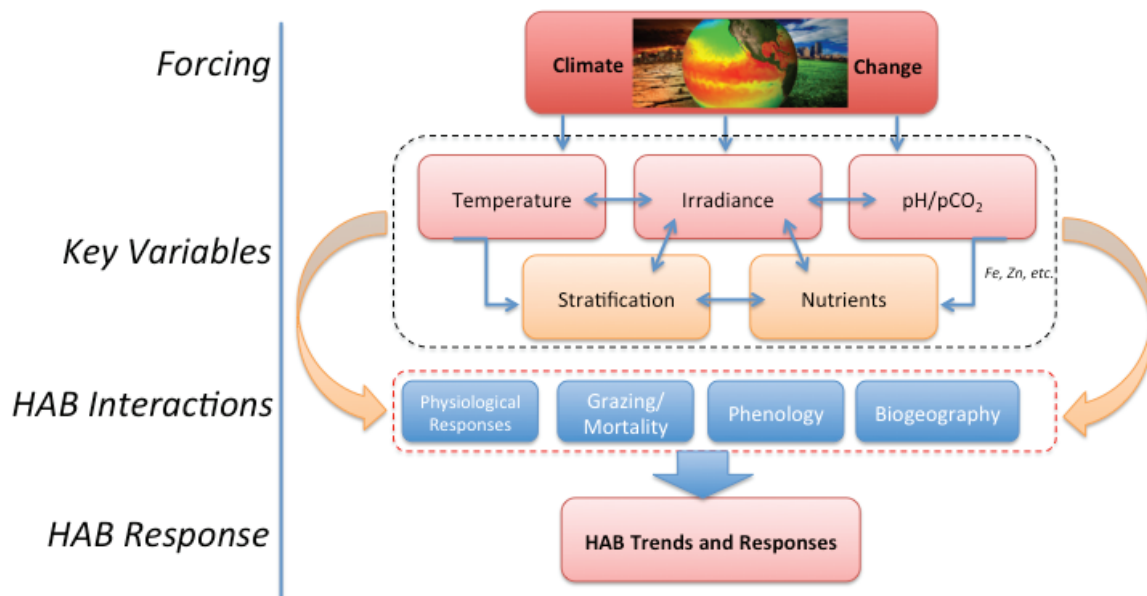 Forcing
Climate
Change
Key Variables
Temperature
Irradiance
pH/pCO₂
Fe, Zn, etc.
Stratification
Nutrients
HAB Interactions
Physiological
Responses
Grazing/
Mortality
Phenology
Biogeography
HAB Response
HAB Trends and Responses